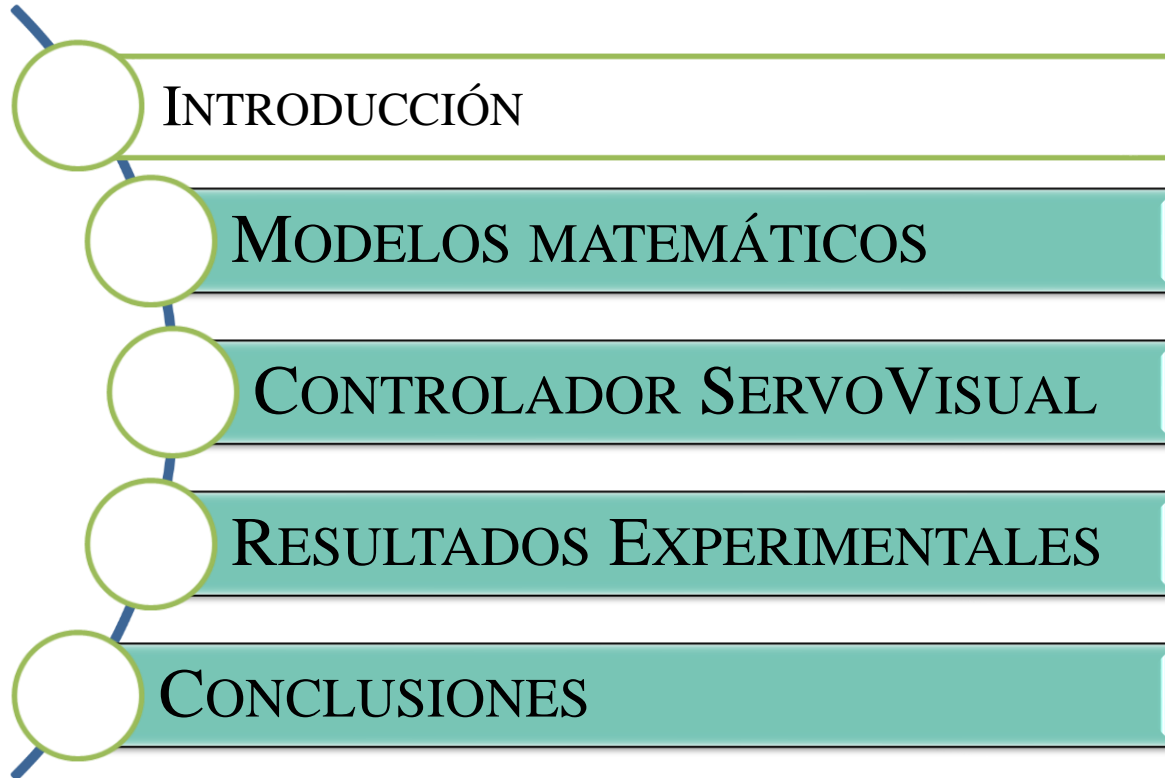 INTRODUCCIÓN
MODELOS MATEMÁTICOS
CONTROLADOR SERVOVISUAL
RESULTADOS EXPERIMENTALES
CONCLUSIONES